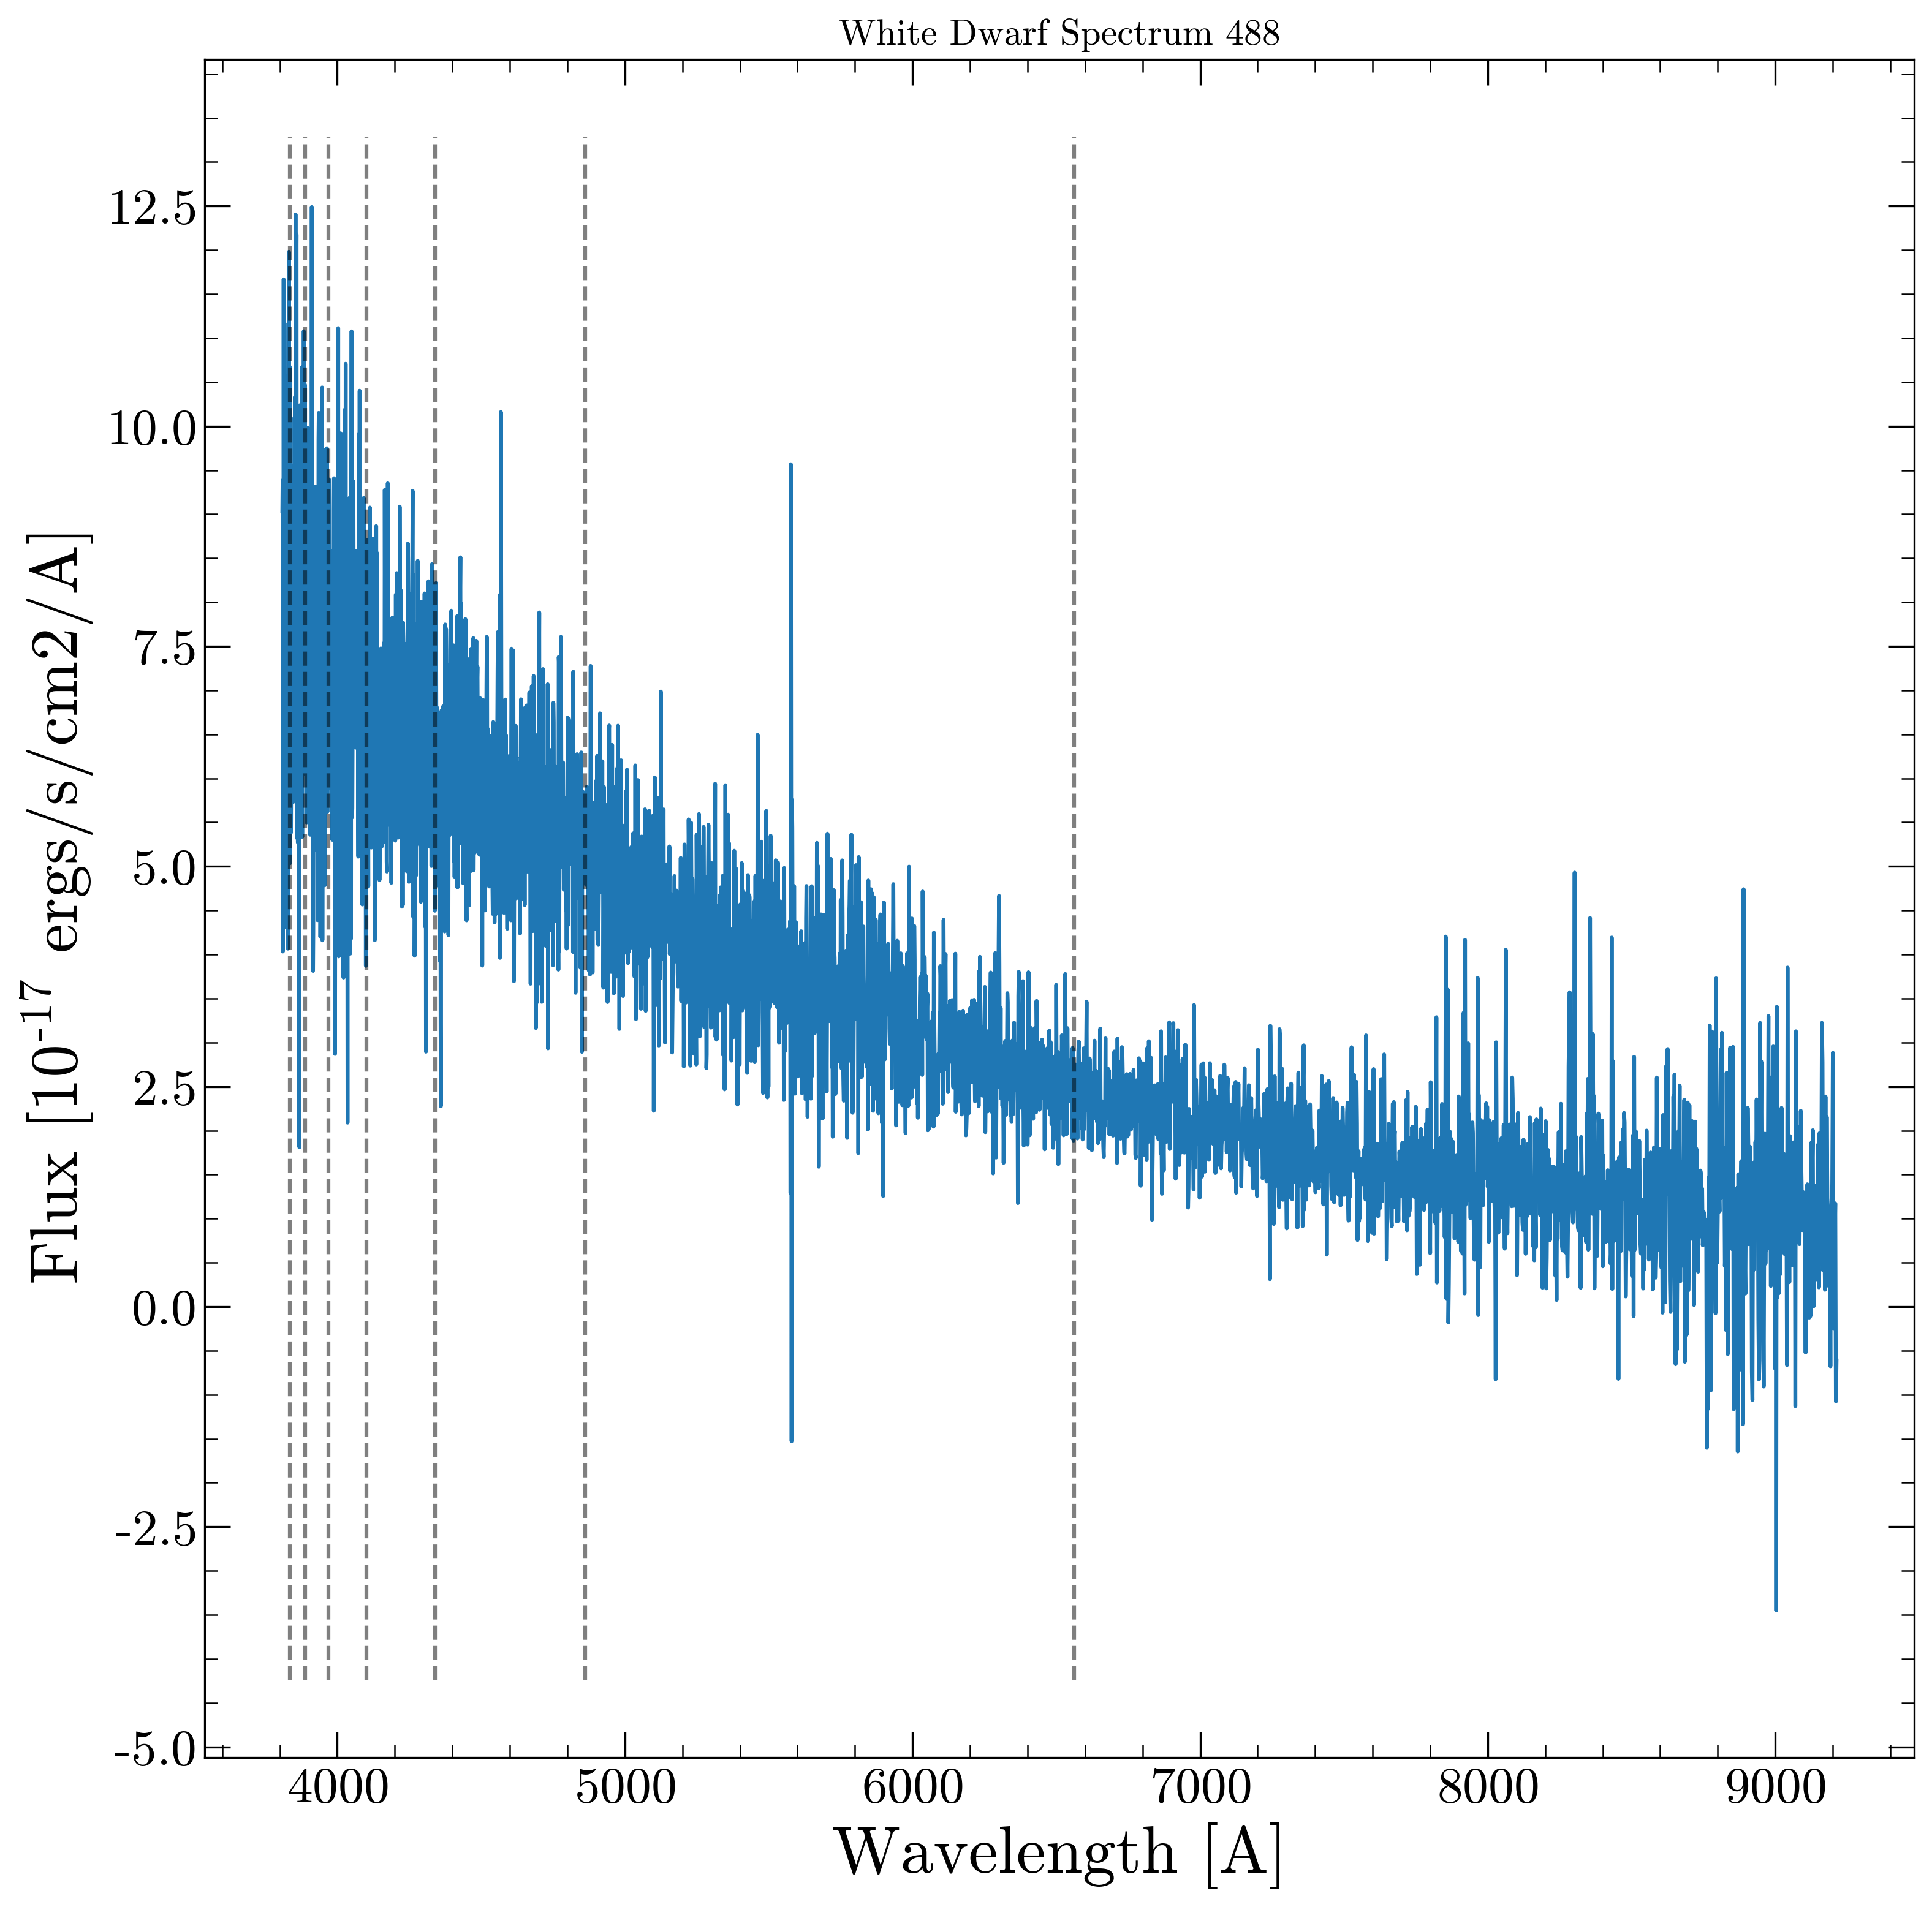 White Dwarf Spectrum 488
12.5
10.0
7.5
5.0
2.5
0.0
-2.5
-5.0
Flux [10-17 ergs/s/cm2/A]
4000 5000 6000 7000 8000 9000
Wavelength [A]